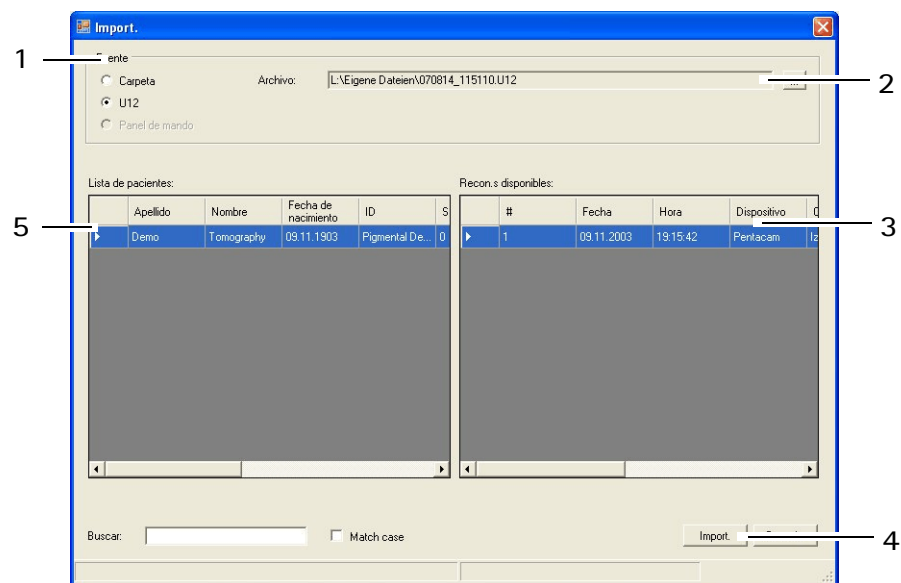 Import.
1
Carpeta
Archivo:
L:\Eigene Dateien\070814_115110.U12
2
U12
Panel de mando
Lista de pacientes:
Recon.s disponibles:
Apellido Nombre Fecha de nacimiento ID S
# Fecha Hora Dispositivo
5
Demo Tomography 09.11.1903 Pigmental De... 0
1 09.11.2003 19:15:42 Pentacam Iz
3
Buscar:
Match case
Import.
4